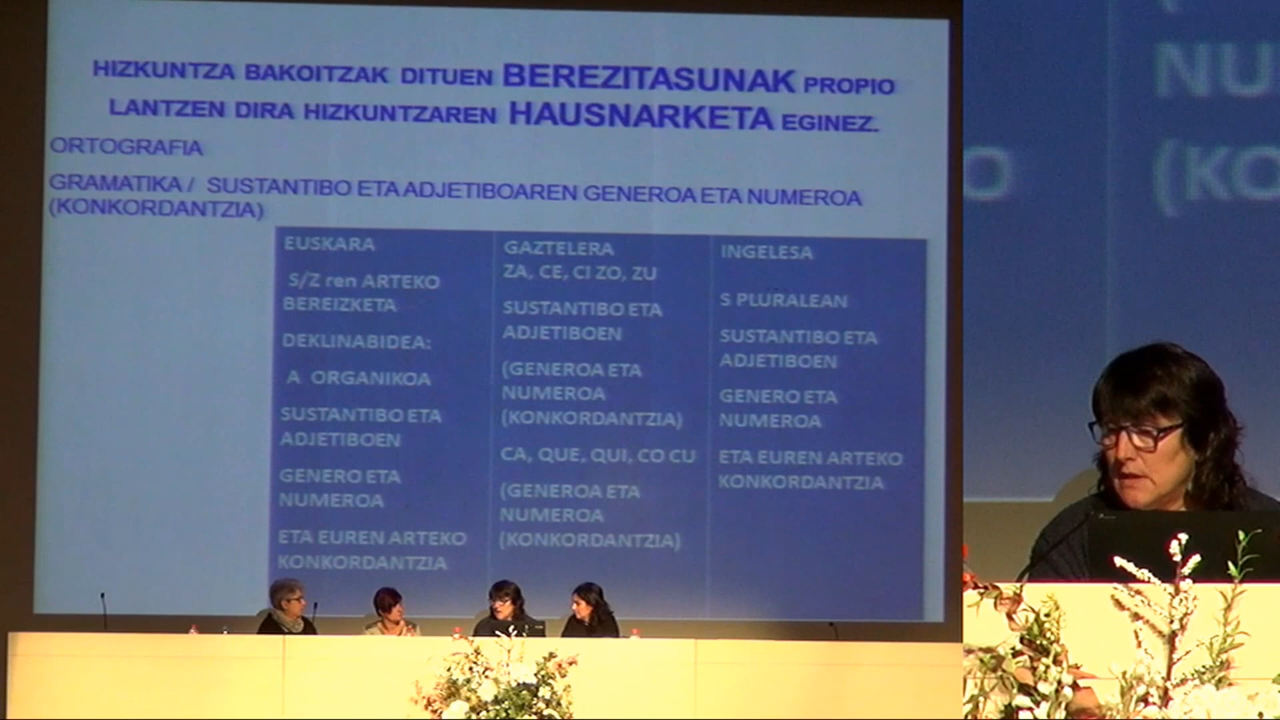 HIZKUNTZA BAKOITZAK DITUEN BEREZITASUNAK PROPIO
LANTZEN DIRA HIZKUNTZAREN HAUSNARKETA EGINEZ.
ORTOGRAFIA
GRAMATIKA / SUSTANTIBO ETA ADJETIBOAREN GENEROA ETA NUMEROA
(KONKORDANTZIA)
EUSKARA
S/Z ren ARTEKO
BEREIZKETA
DEKLINABIDEA:
A ORGANIKOA
SUSTANTIBO ETA
ADJETIBOEN
GENERO ETA
NUMEROA
ETA EUREN ARTEKO
KONKORDANTZIA
GAZTELERA
ZA, CE, CI ZO, ZU
SUSTANTIBO ETA
ADJETIBOEN
(GENEROA ETA
NUMEROA
(KONKORDANTZIA)
CA, QUE, QUI, CO CU
(GENEROA ETA
NUMEROA
(KONKORDANTZIA)
INGELESA
S PLURALEAN
SUSTANTIBO ETA
ADJETIBOEN
GENERO ETA
NUMEROA
ETA EUREN ARTEKO
KONKORDANTZIA
NU
O
(KO